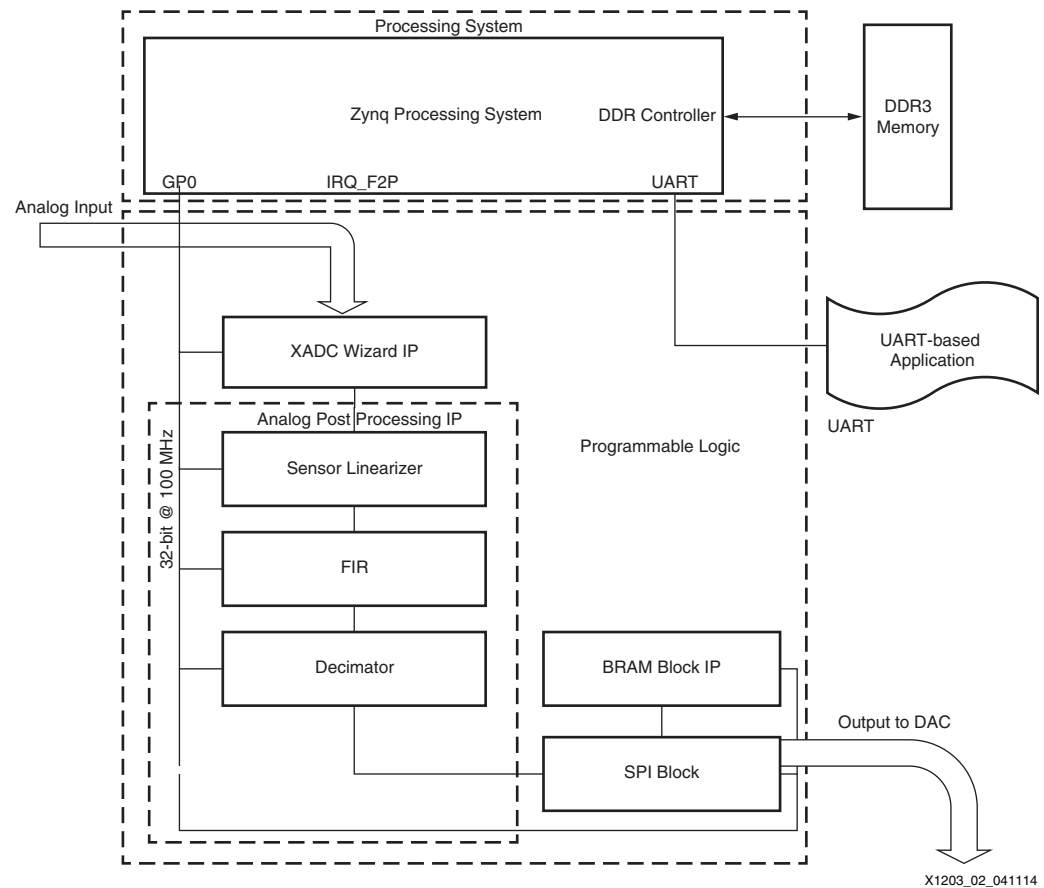 Processing System
Zynq Processing System
DDR Controller
DDR3
Memory
GP0
IRQ_F2P
UART
Analog Input
XADC Wizard IP
UART-based
Application
UART
Analog Post Processing IP
Programmable Logic
32-bit @ 100 MHz
Sensor Linearizer
FIR
Decimator
BRAM Block IP
Output to DAC
SPI Block
X1203_02_041114